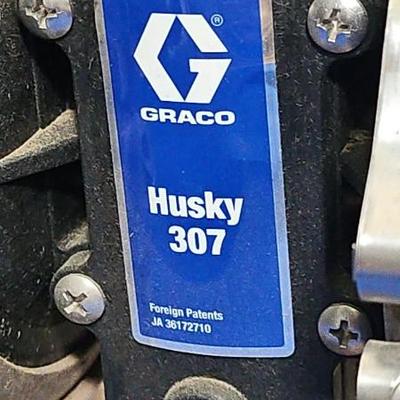 ®
GRACO
Husky
307
Foreign Patents
JA 36172710